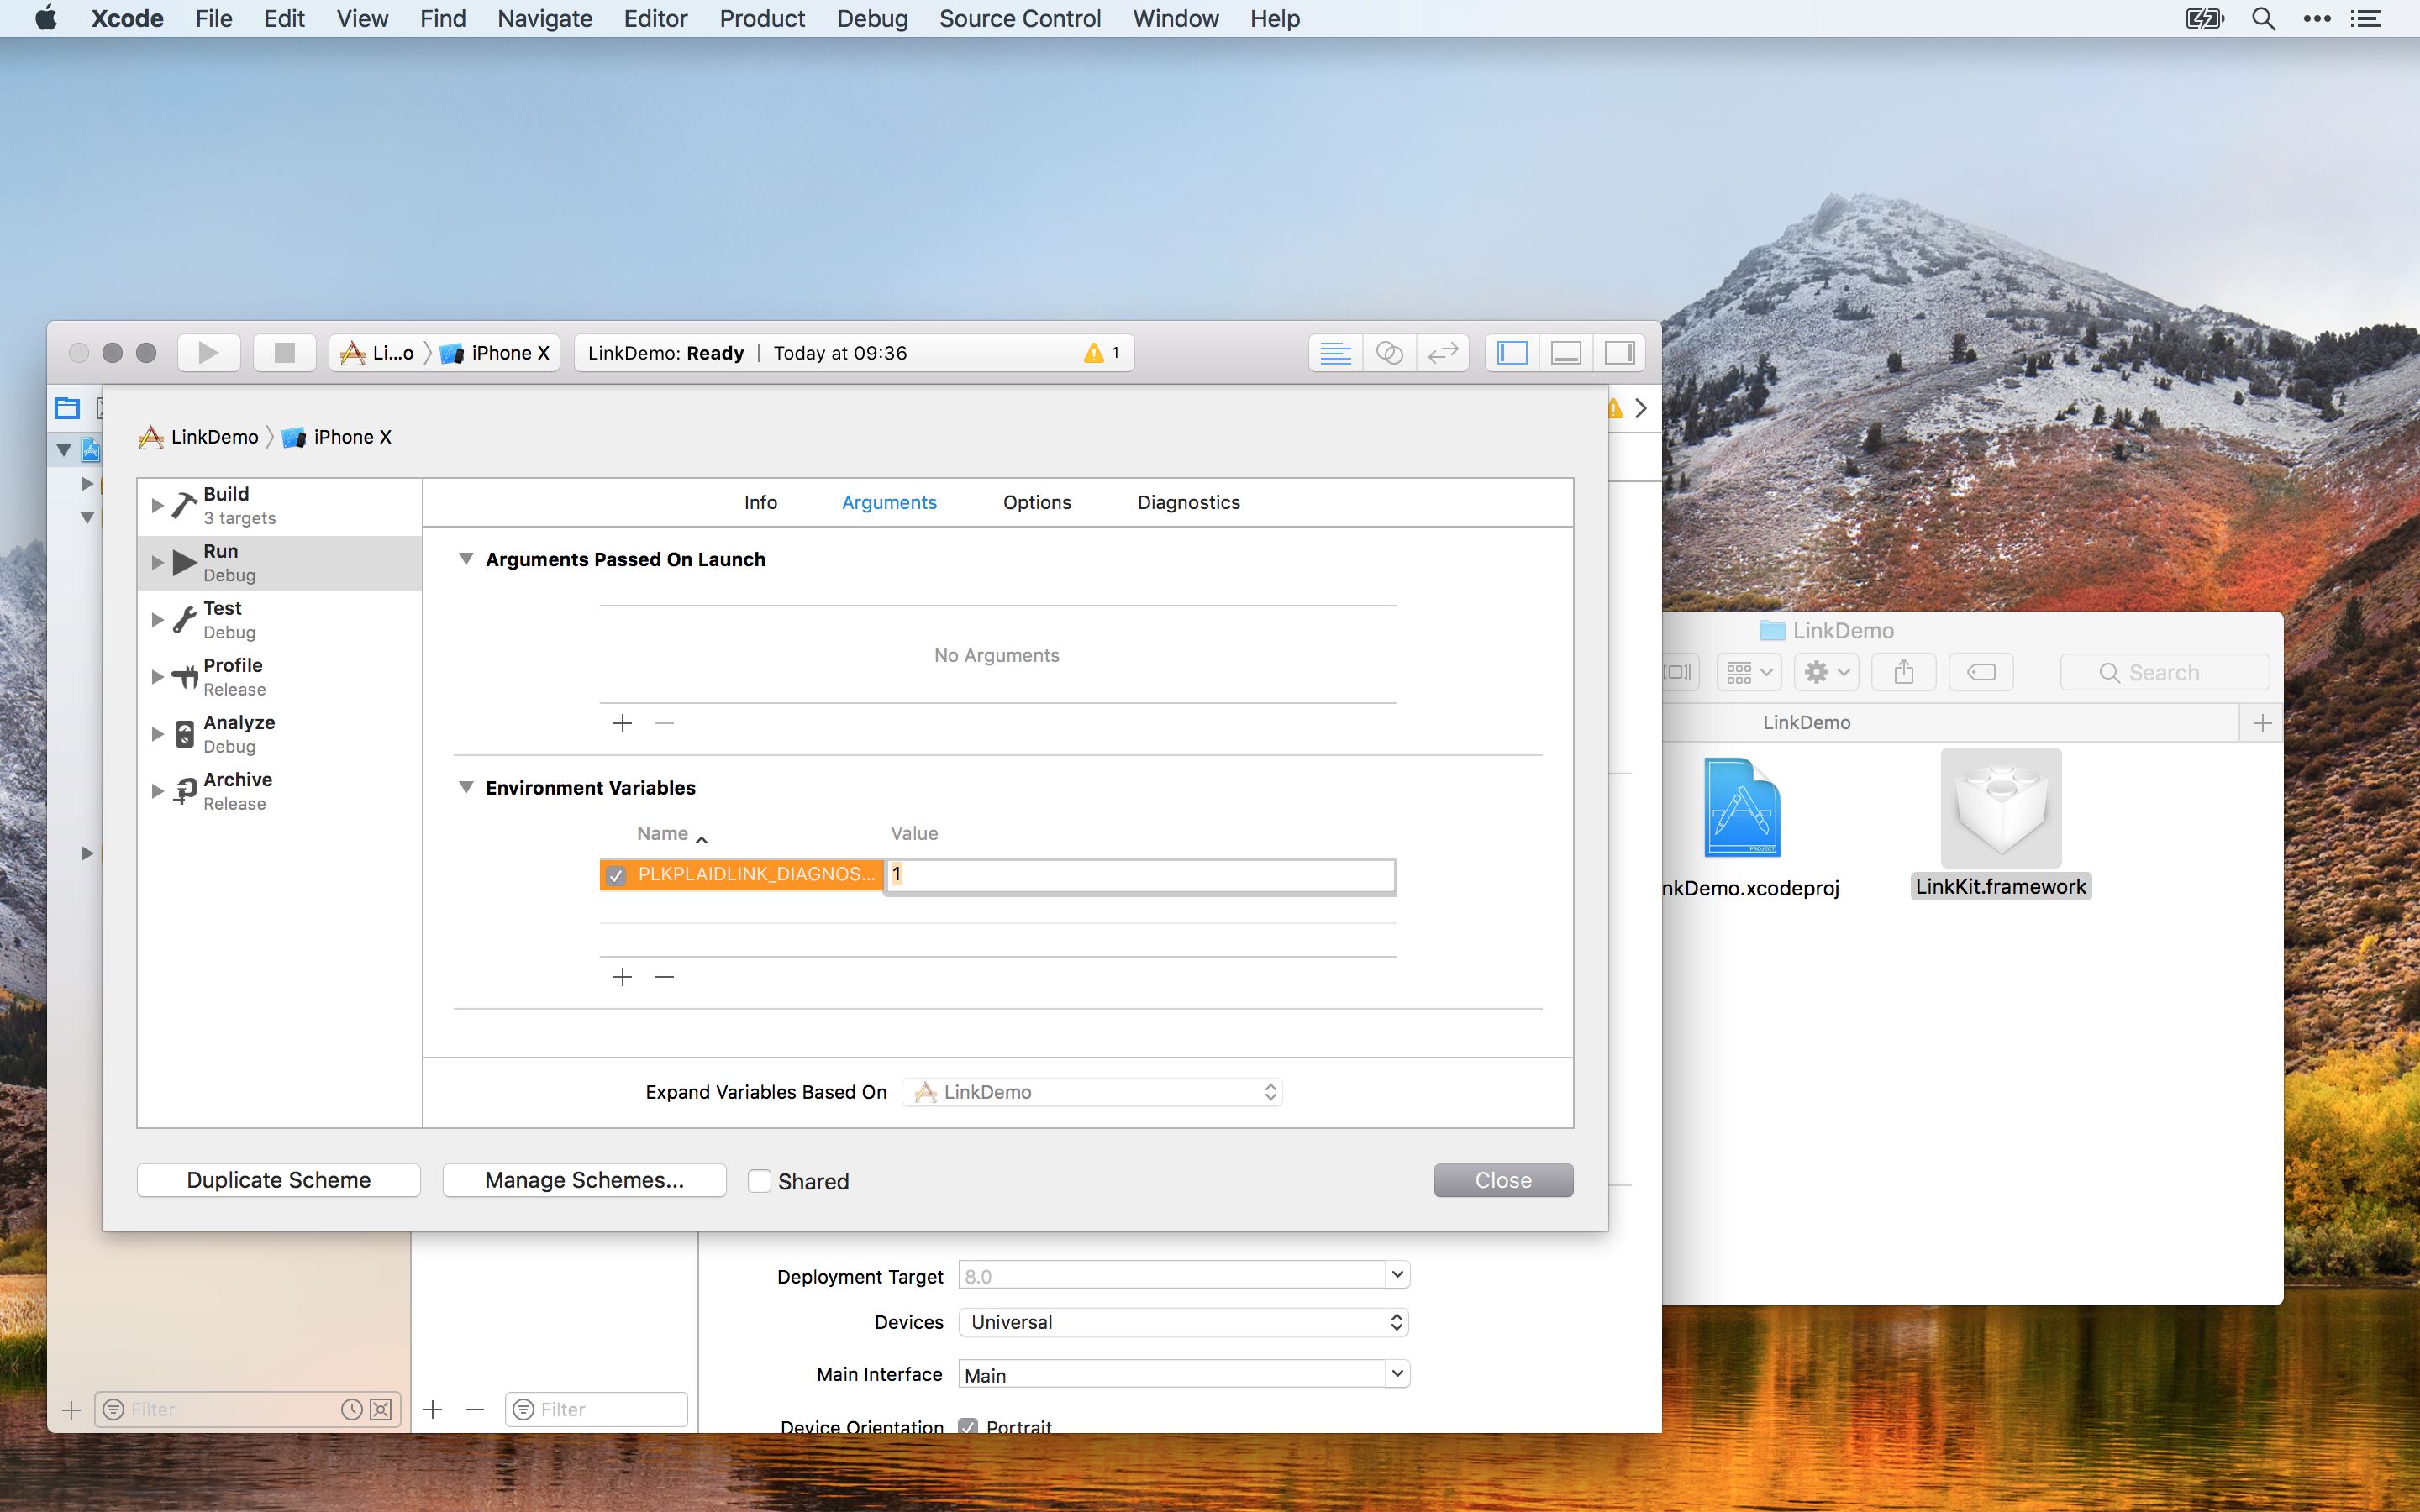 Xcode File Edit View Find Navigate Editor Product Debug Source Control Window Help
Li...o iPhone X LinkDemo: Ready | Today at 09:36 1
LinkDemo iPhone X
Build
3 targets
Run
Debug
Test
Debug
Profile
Release
Analyze
Debug
Archive
Release
Info Arguments Options Diagnostics
Arguments Passed On Launch
No Arguments
Environment Variables
Name Value
PLKPLAIDLINK_DIAGNOS... 1
Expand Variables Based On LinkDemo
Duplicate Scheme Manage Schemes... Shared Close
Deployment Target 8.0
Devices Universal
Main Interface Main
Device Orientation Portrait
Filter Filter
LinkDemo
Search
LinkDemo
PROJECT
nkDemo.xcodeproj LinkKit.framework